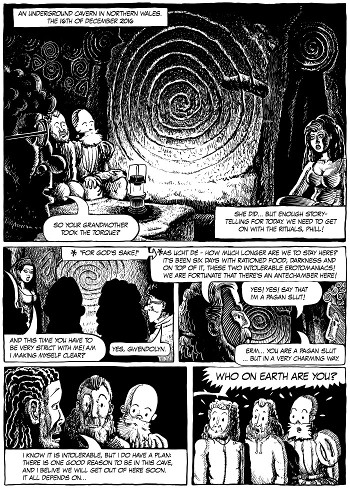 AN UNDERGROUND CAVERN IN NORTHERN WALES,
THE 16TH OF DECEMBER 2016
SO YOUR GRANDMOTHER
TOOK THE TORQUE?
SHE DID... BUT ENOUGH STORY-
TELLING FOR TODAY. WE NEED TO GET
ON WITH THE RITUALS, PHILL!
* "FOR GOD'S SAKE!"
AND THIS TIME YOU HAVE TO
BE VERY STRICT WITH ME! AM
I MAKING MYSELF CLEAR?
YES, GWENDOLYN.
*AS UCHT DE - HOW MUCH LONGER ARE WE TO STAY HERE?
IT'S BEEN SIX DAYS WITH RATIONED FOOD, DARKNESS AND
ON TOP OF IT, THESE TWO INTOLERABLE EROTOMANIACS!
WE ARE FORTUNATE THAT THERE'S AN ANTECHAMBER HERE!
YES! YES! SAY THAT
I'M A PAGAN SLUT!
ERM... YOU ARE A PAGAN SLUT
... BUT IN A VERY CHARMING WAY.
I KNOW IT IS INTOLERABLE, BUT I DO HAVE A PLAN:
THERE IS ONE GOOD REASON TO BE IN THIS CAVE,
AND I BELIVE WE WILL GET OUT OF HERE SOON.
IT ALL DEPENDS ON...
WHO ON EARTH ARE YOU?